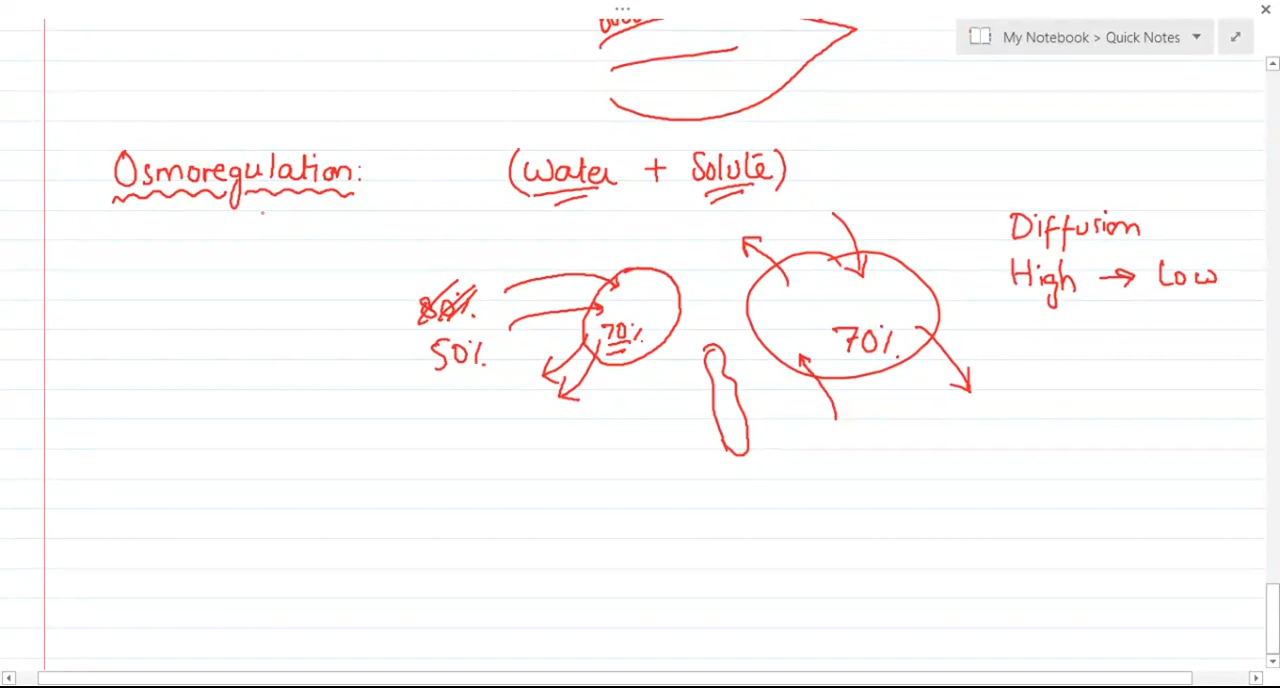 My Notebook > Quick Notes
Osmoregulation: (Water + Solute)
Diffusion
High → Low
80%.
50%.
70%.
70%.